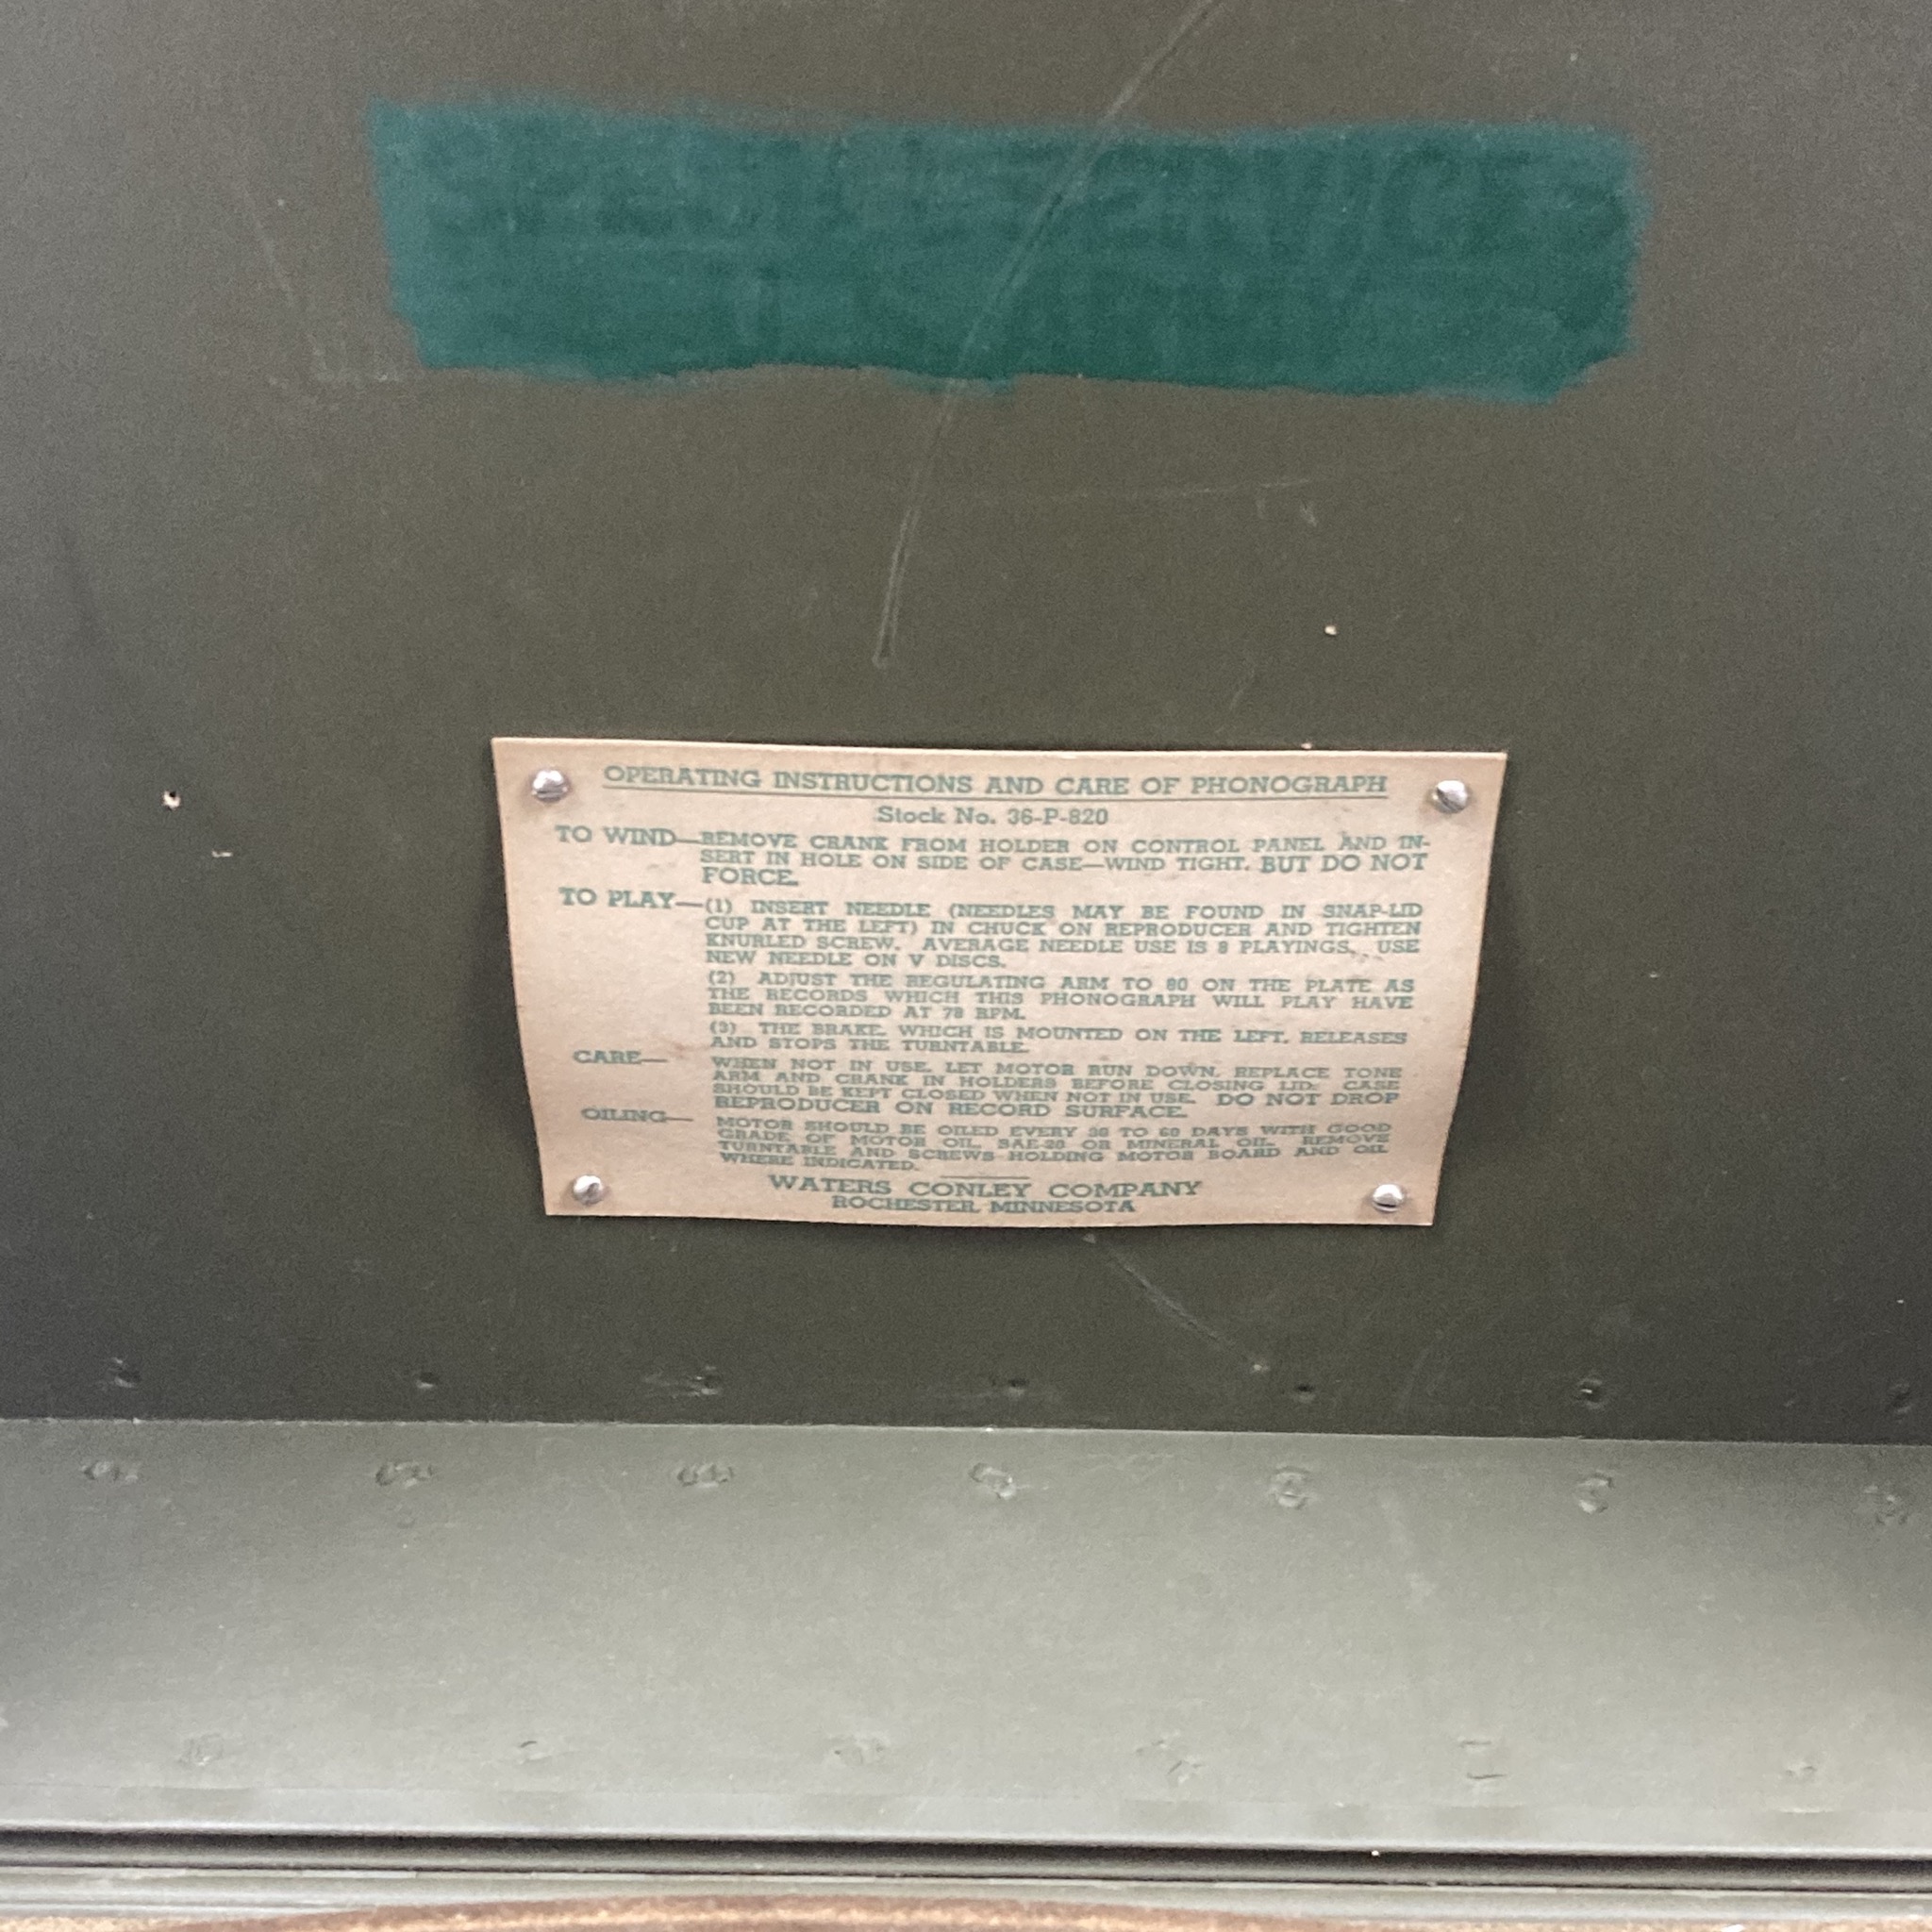 OPERATING INSTRUCTIONS AND CARE OF PHONOGRAPH
Stock No. 36-P-820
TO WIND—REMOVE CRANK FROM HOLDER ON CONTROL PANEL AND IN-
SERT IN HOLE ON SIDE OF CASE—WIND TIGHT. BUT DO NOT
FORCE.
TO PLAY—(1) INSERT NEEDLE (NEEDLES MAY BE FOUND IN SNAP-LID
CUP AT THE LEFT) IN CHUCK ON REPRODUCER AND TIGHTEN
KNURLED SCREW. AVERAGE NEEDLE USE IS 8 PLAYINGS. USE
NEW NEEDLE ON V DISCS.
(2) ADJUST THE REGULATING ARM TO 80 ON THE PLATE AS
THE RECORDS WHICH THIS PHONOGRAPH WILL PLAY HAVE
BEEN RECORDED AT 78 RPM.
(3) THE BRAKE, WHICH IS MOUNTED ON THE LEFT, RELEASES
AND STOPS THE TURNTABLE.
CARE— WHEN NOT IN USE, LET MOTOR RUN DOWN. REPLACE TONE
ARM AND CRANK IN HOLDERS BEFORE CLOSING LID. CASE
SHOULD BE KEPT CLOSED WHEN NOT IN USE. DO NOT DROP
REPRODUCER ON RECORD SURFACE.
OILING— MOTOR SHOULD BE OILED EVERY 30 TO 60 DAYS WITH GOOD
GRADE OF MOTOR OIL, SAE-20 OR MINERAL OIL. REMOVE
TURNTABLE AND SCREWS HOLDING MOTOR BOARD AND OIL
WHERE INDICATED.
WATERS CONLEY COMPANY
ROCHESTER, MINNESOTA